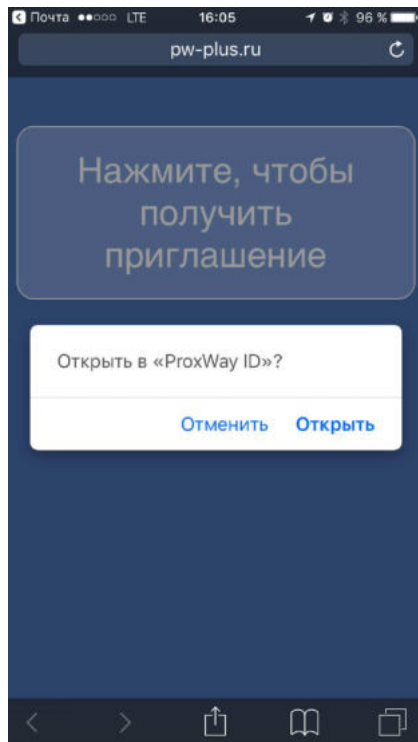 Почта LTE 16:05 96 %
pw-plus.ru
Нажмите, чтобы
получить
приглашение
Открыть в «ProxWay ID»?
Отменить Открыть